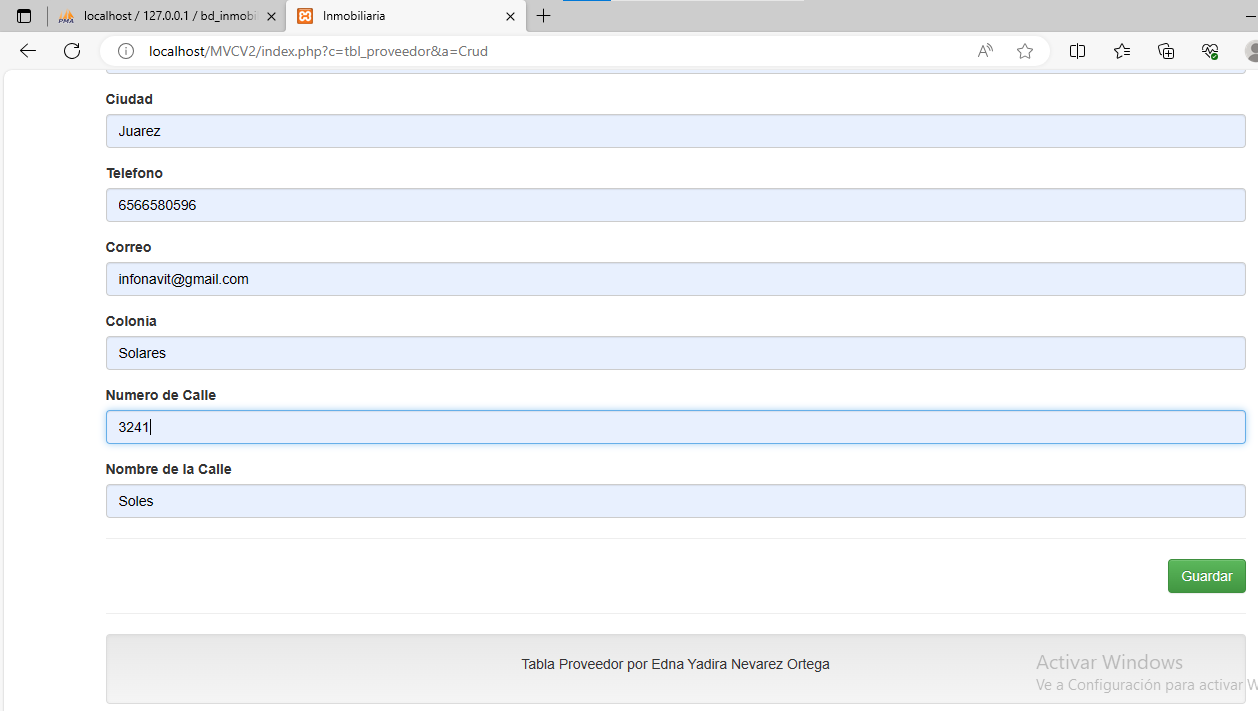 PMA localhost / 127.0.0.1 / bd_inmobi
Inmobiliaria
localhost/MVCV2/index.php?c=tbl_proveedor&a=Crud
Ciudad
Juarez
Telefono
6566580596
Correo
infonavit@gmail.com
Colonia
Solares
Numero de Calle
3241
Nombre de la Calle
Soles
Guardar
Tabla Proveedor por Edna Yadira Nevarez Ortega
Activar Windows
Ve a Configuración para activar W